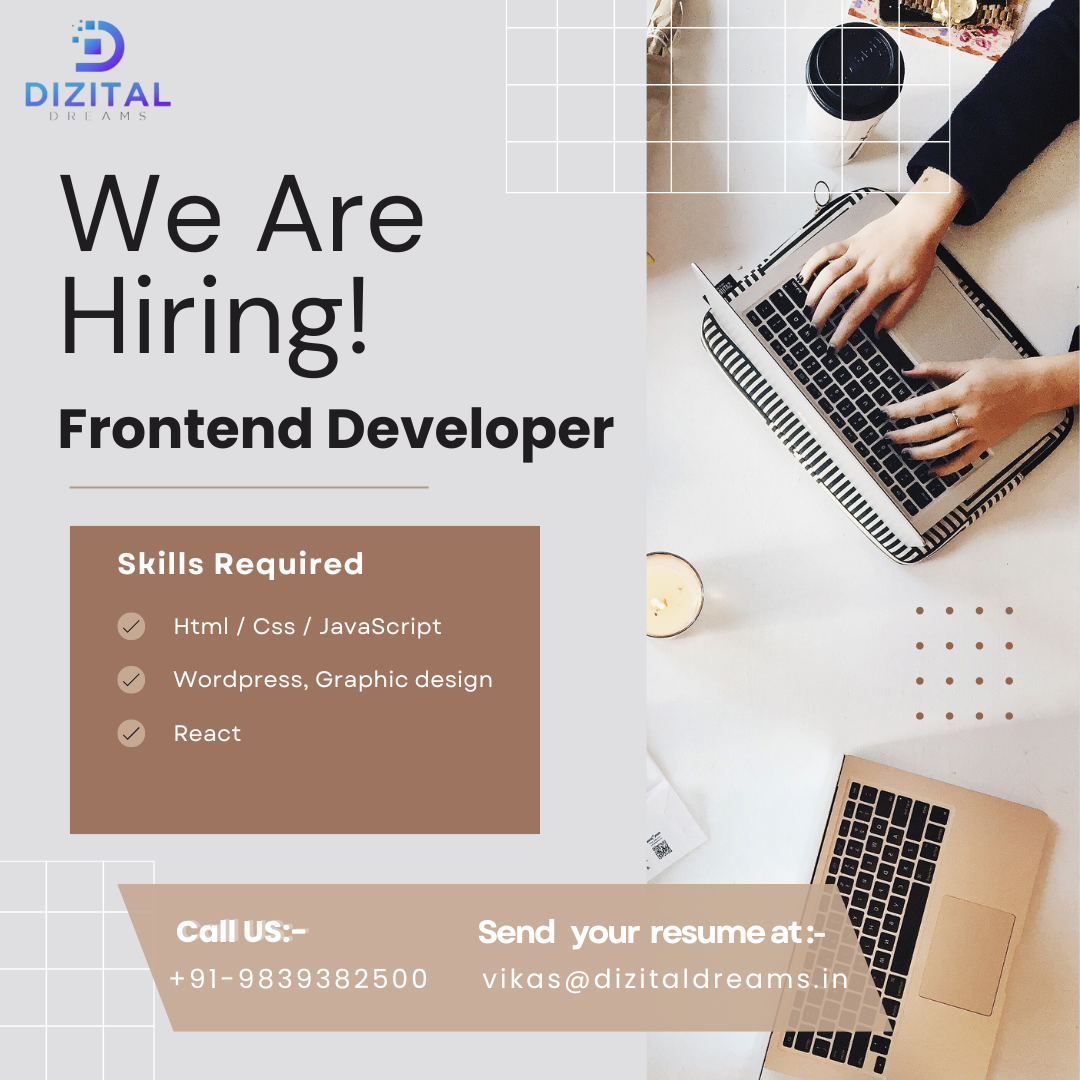 DIZITAL
DREAMS
We Are
Hiring!
Frontend Developer
Skills Required
Html / Css / JavaScript
Wordpress, Graphic design
React
Call US:-
+91-9839382500
Send your resume at :-
vikas@dizitaldreams.in